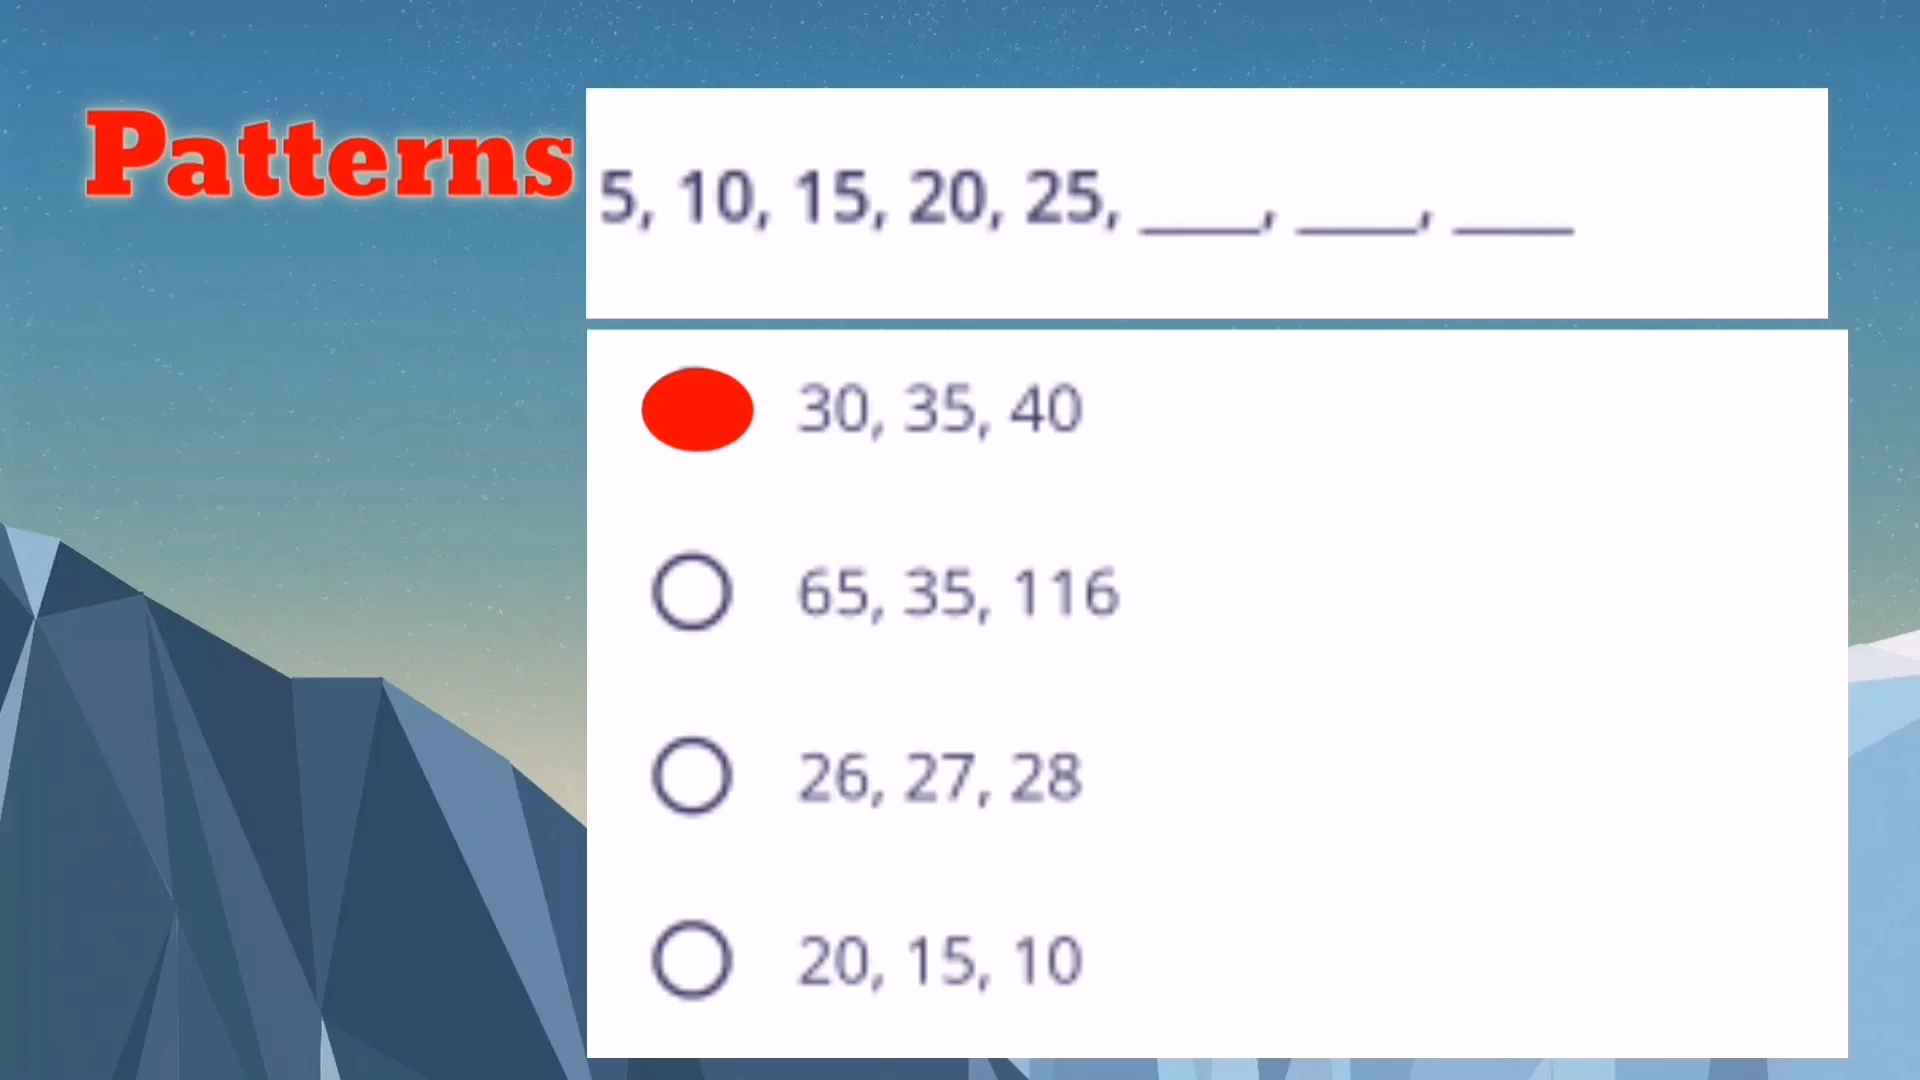 Patterns
5, 10, 15, 20, 25, ___, ___, ___
30, 35, 40
65, 35, 116
26, 27, 28
20, 15, 10